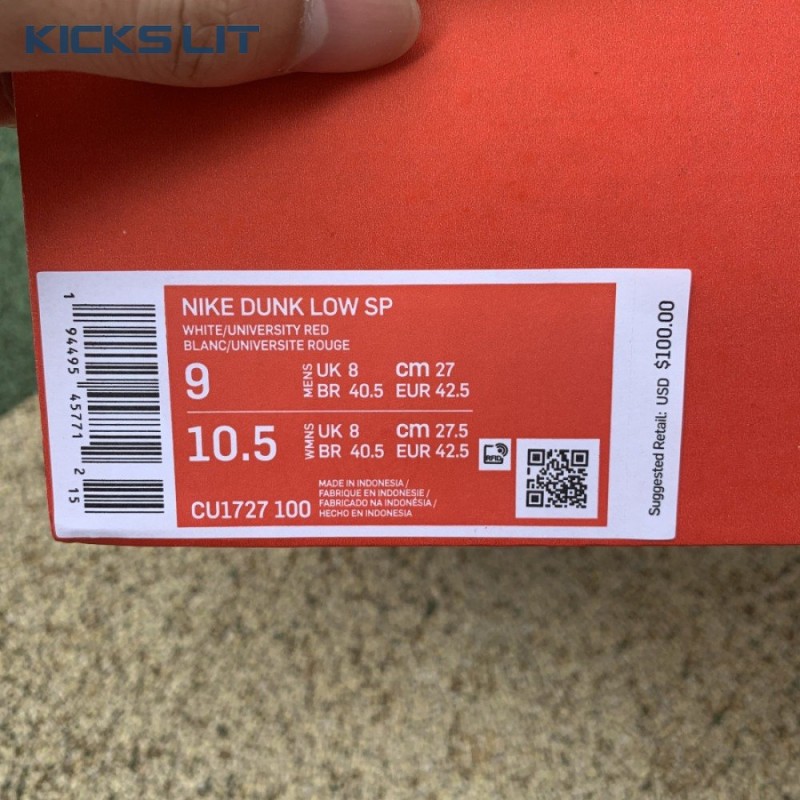 KICKS LIT
1 94495 45771 2 15
NIKE DUNK LOW SP
WHITE/UNIVERSITY RED
BLANC/UNIVERSITE ROUGE
9
MENS
UK 8 cm 27
BR 40.5 EUR 42.5
10.5
WMNS
UK 8 cm 27.5
BR 40.5 EUR 42.5
RFID
CU1727 100
MADE IN INDONESIA /
FABRIQUE EN INDONESIE /
FABRICADO NA INDONÉSIA /
HECHO EN INDONESIA
Suggested Retail: USD $100.00